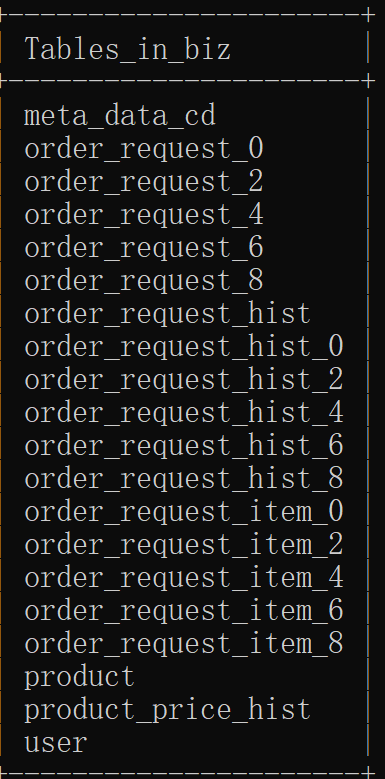 +--------------------------+
| Tables_in_biz |
+--------------------------+
| meta_data_cd |
| order_request_0 |
| order_request_2 |
| order_request_4 |
| order_request_6 |
| order_request_8 |
| order_request_hist |
| order_request_hist_0 |
| order_request_hist_2 |
| order_request_hist_4 |
| order_request_hist_6 |
| order_request_hist_8 |
| order_request_item_0 |
| order_request_item_2 |
| order_request_item_4 |
| order_request_item_6 |
| order_request_item_8 |
| product |
| product_price_hist |
| user |
+--------------------------+